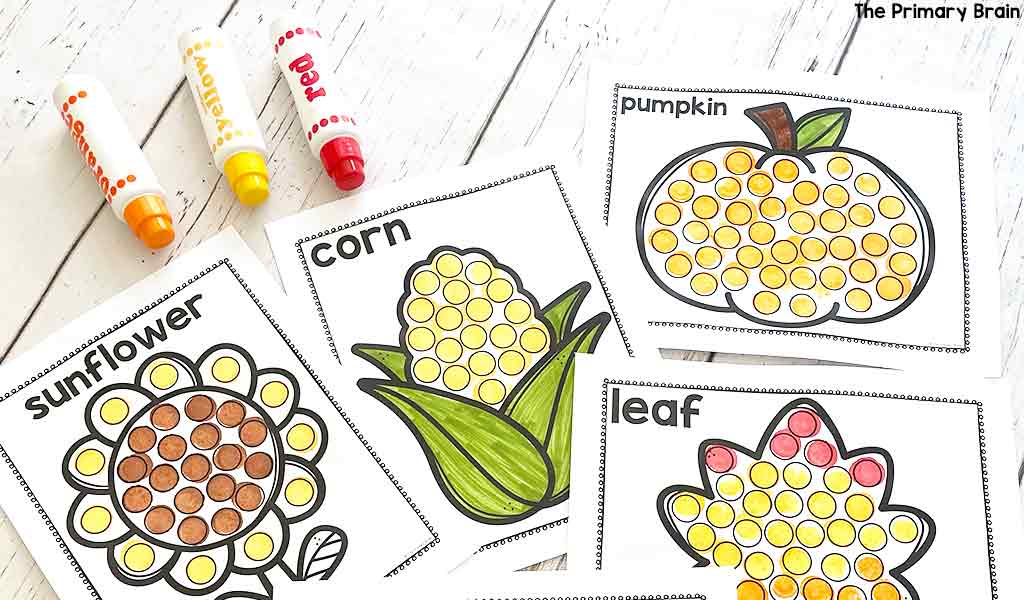 The Primary Brain
orange
yellow
red
pumpkin
corn
sunflower
leaf